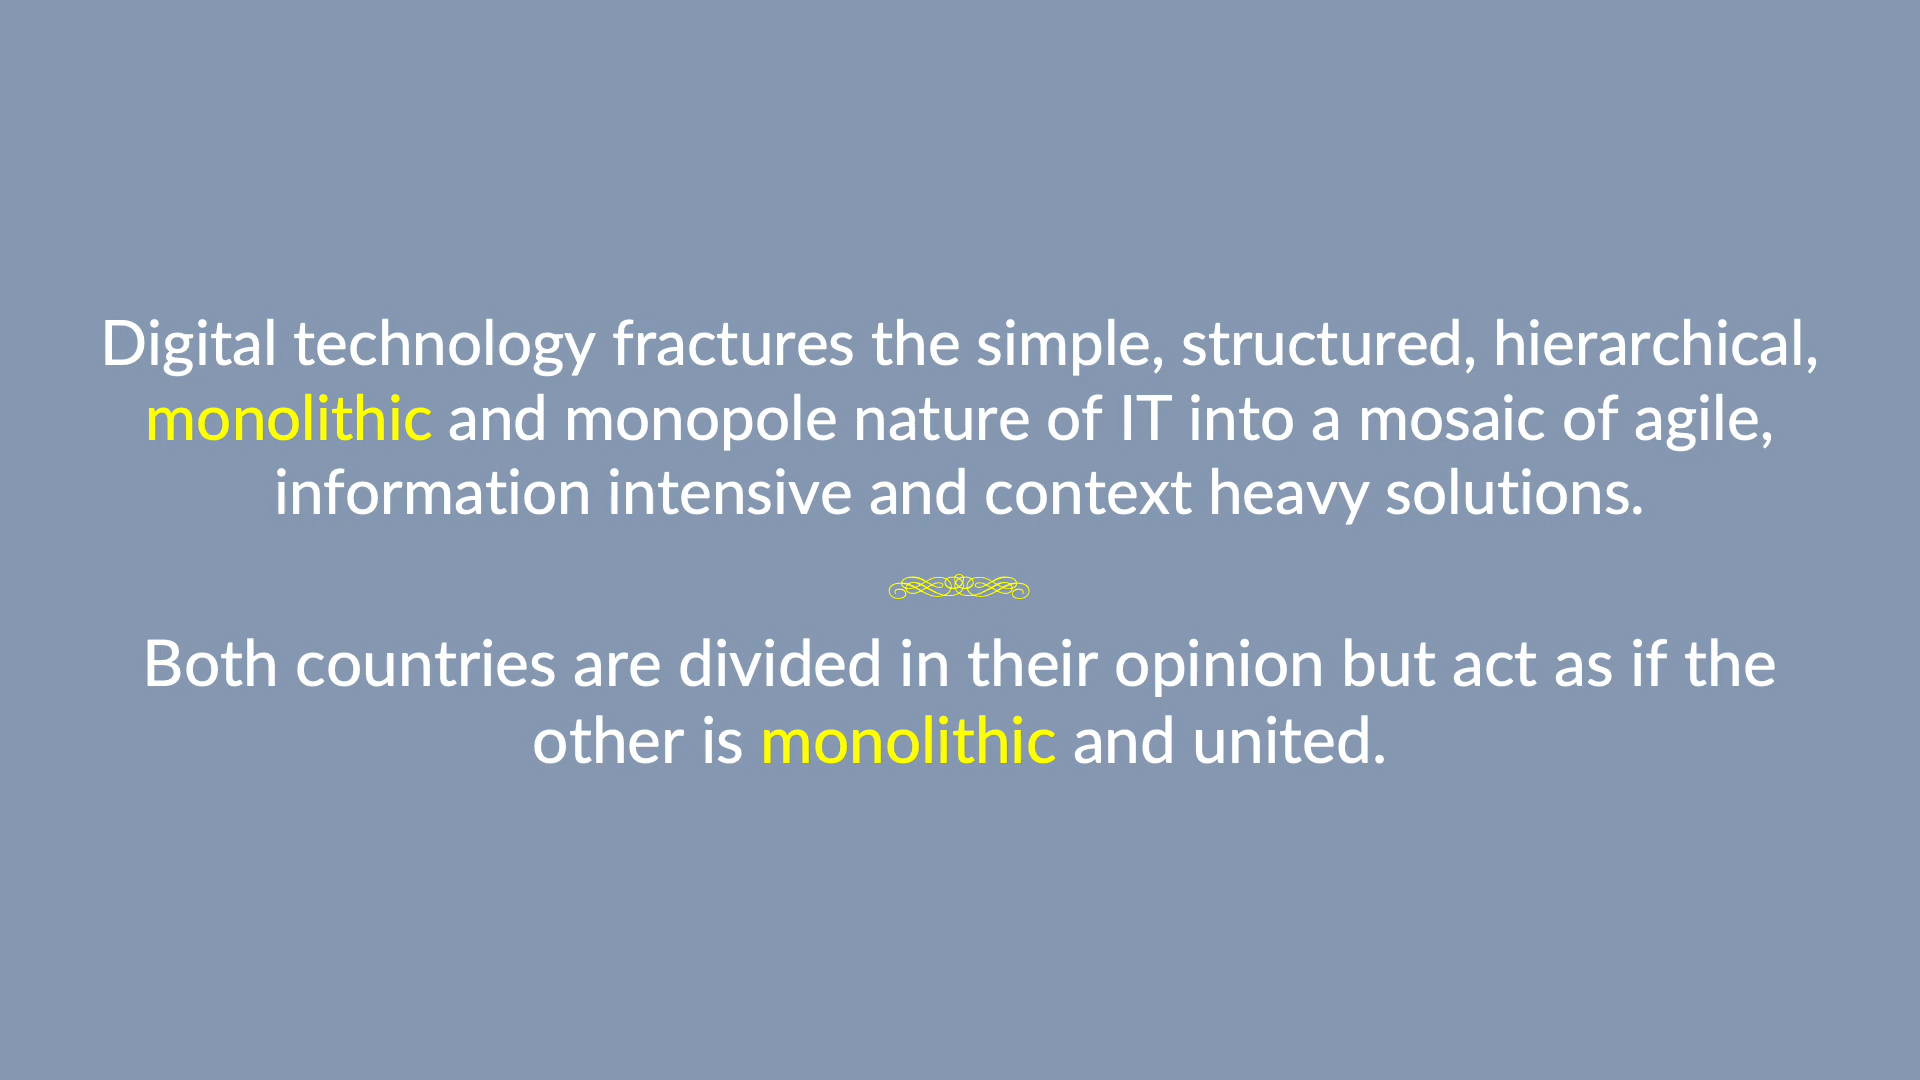 Digital technology fractures the simple, structured, hierarchical,
monolithic and monopole nature of IT into a mosaic of agile,
information intensive and context heavy solutions.
Both countries are divided in their opinion but act as if the
other is monolithic and united.